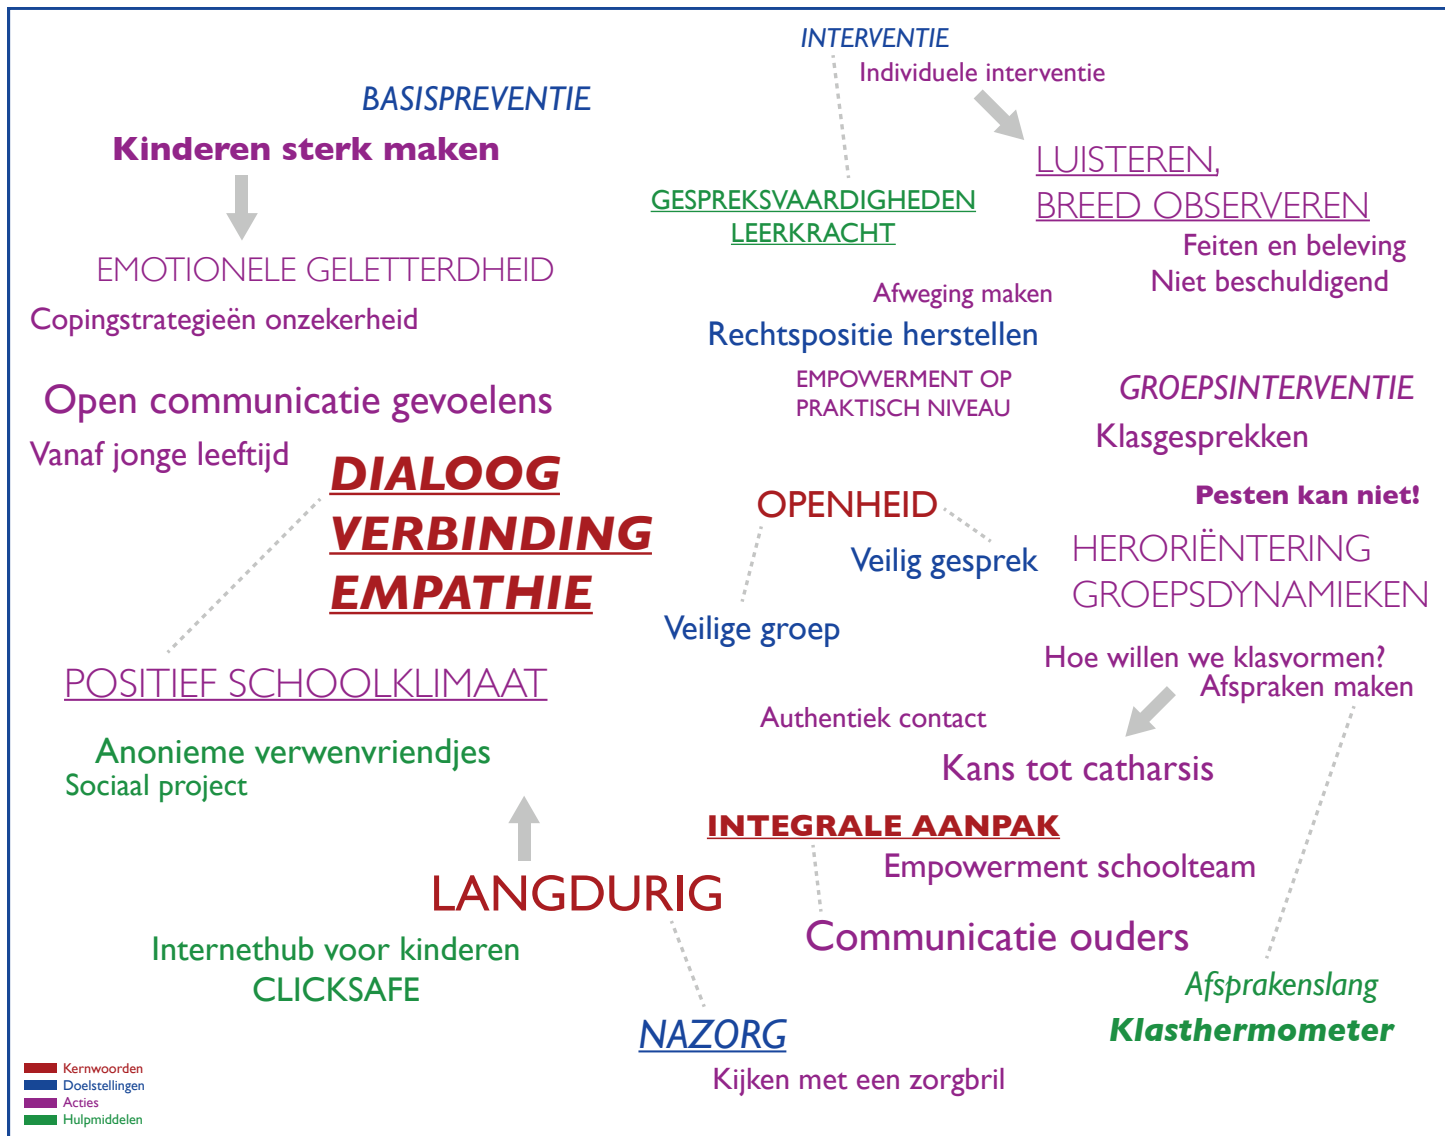 BASISPREVENTIE
Kinderen sterk maken
EMOTIONELE GELETTERDHEID
Copingstrategieën onzekerheid
Open communicatie gevoelens
Vanaf jonge leeftijd
DIALOOG
VERBINDING
EMPATHIE
POSITIEF SCHOOLKLIMAAT
Anonieme verwenvriendjes
Sociaal project
LANGDURIG
Internethub voor kinderen
CLICKSAFE
INTERVENTIE
Individuele interventie
LUISTEREN,
BREED OBSERVEREN
Feiten en beleving
Niet beschuldigend
GESPREKSVAARDIGHEDEN
LEERKRACHT
Afweging maken
Rechtspositie herstellen
EMPOWERMENT OP
PRAKTISCH NIVEAU
GROEPSINTERVENTIE
Klasgesprekken
Pesten kan niet!
OPENHEID
Veilig gesprek
Veilige groep
HERORIËNTERING
GROEPSDYNAMIEKEN
Hoe willen we klasvormen?
Afspraken maken
Authentiek contact
Kans tot catharsis
INTEGRALE AANPAK
Empowerment schoolteam
Communicatie ouders
Afsprakenslang
Klasthermometer
NAZORG
Kijken met een zorgbril
Kernwoorden
Doelstellingen
Acties
Hulpmiddelen